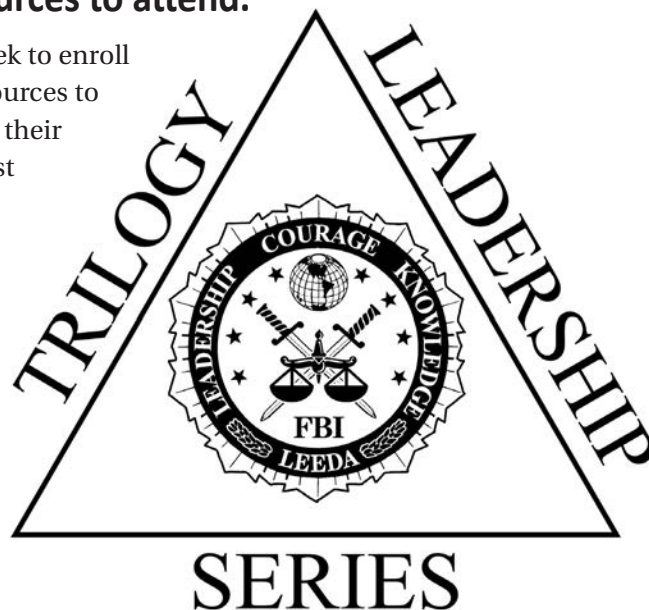 urces to attend.
ek to enroll
ources to
their
st
TRILOGY
LEADERSHIP
LEADERSHIP COURAGE KNOWLEDGE
FBI
LEEDA
SERIES